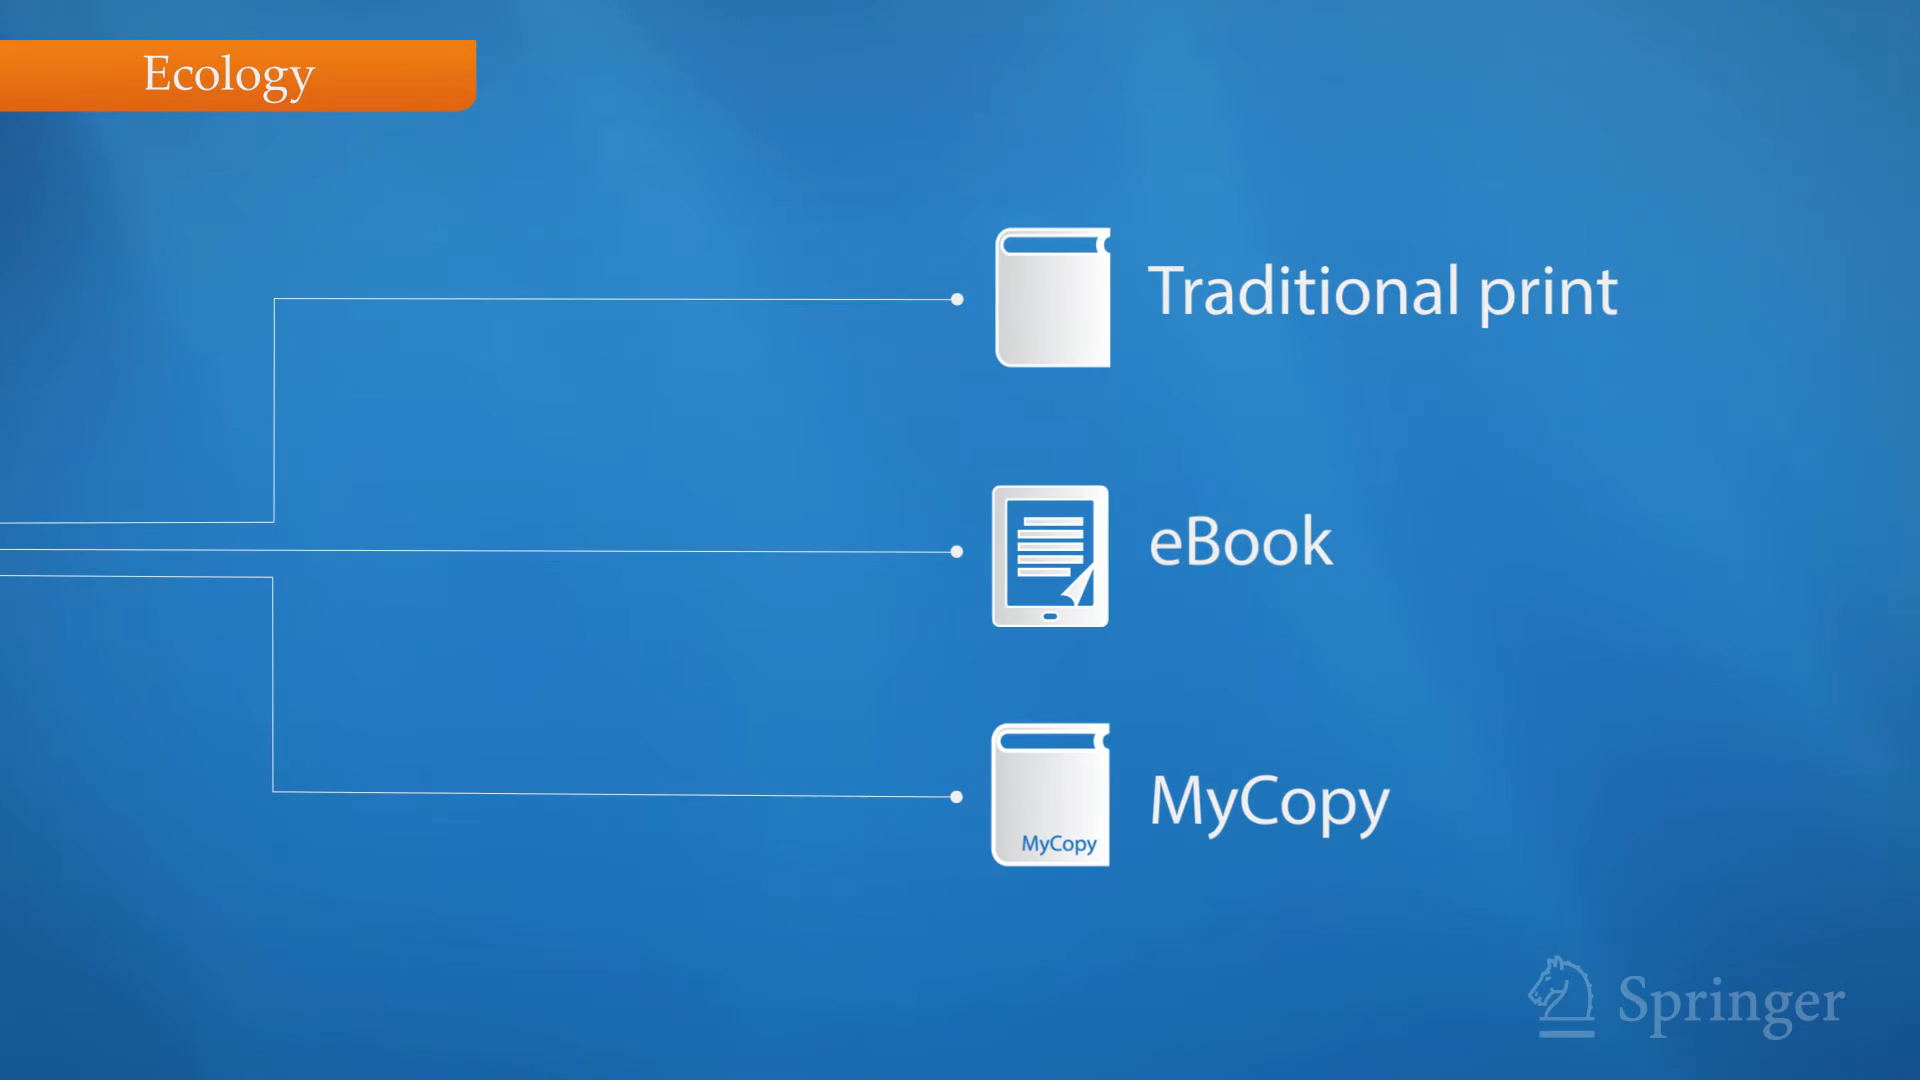 Ecology
Traditional print
eBook
MyCopy
MyCopy
Springer